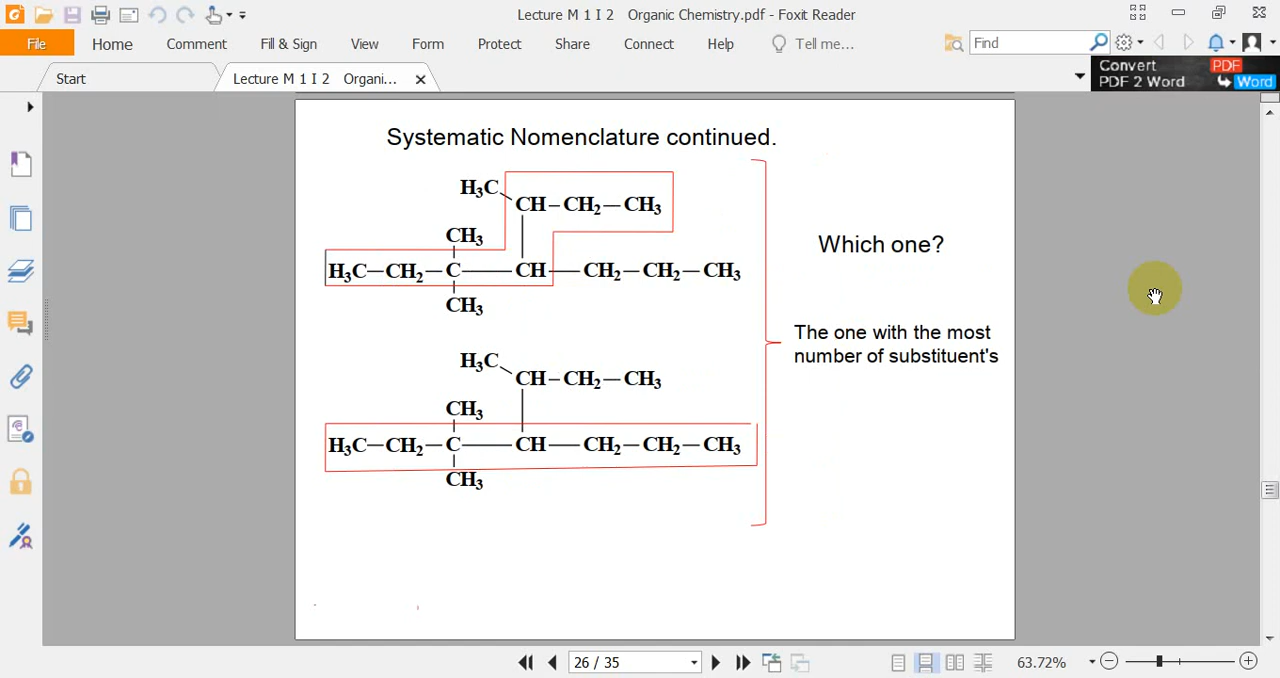 Lecture M 1 I 2 Organic Chemistry.pdf - Foxit Reader
File Home Comment Fill & Sign View Form Protect Share Connect Help Tell me... Find
Start Lecture M 1 I 2 Organi... Convert PDF
PDF 2 Word Word
Systematic Nomenclature continued.
H₃C
CH–CH₂–CH₃
CH₃
H₃C–CH₂–C–CH–CH₂–CH₂–CH₃
CH₃
Which one?
The one with the most
number of substituent's
H₃C
CH–CH₂–CH₃
CH₃
H₃C–CH₂–C–CH–CH₂–CH₂–CH₃
CH₃
26 / 35 63.72%